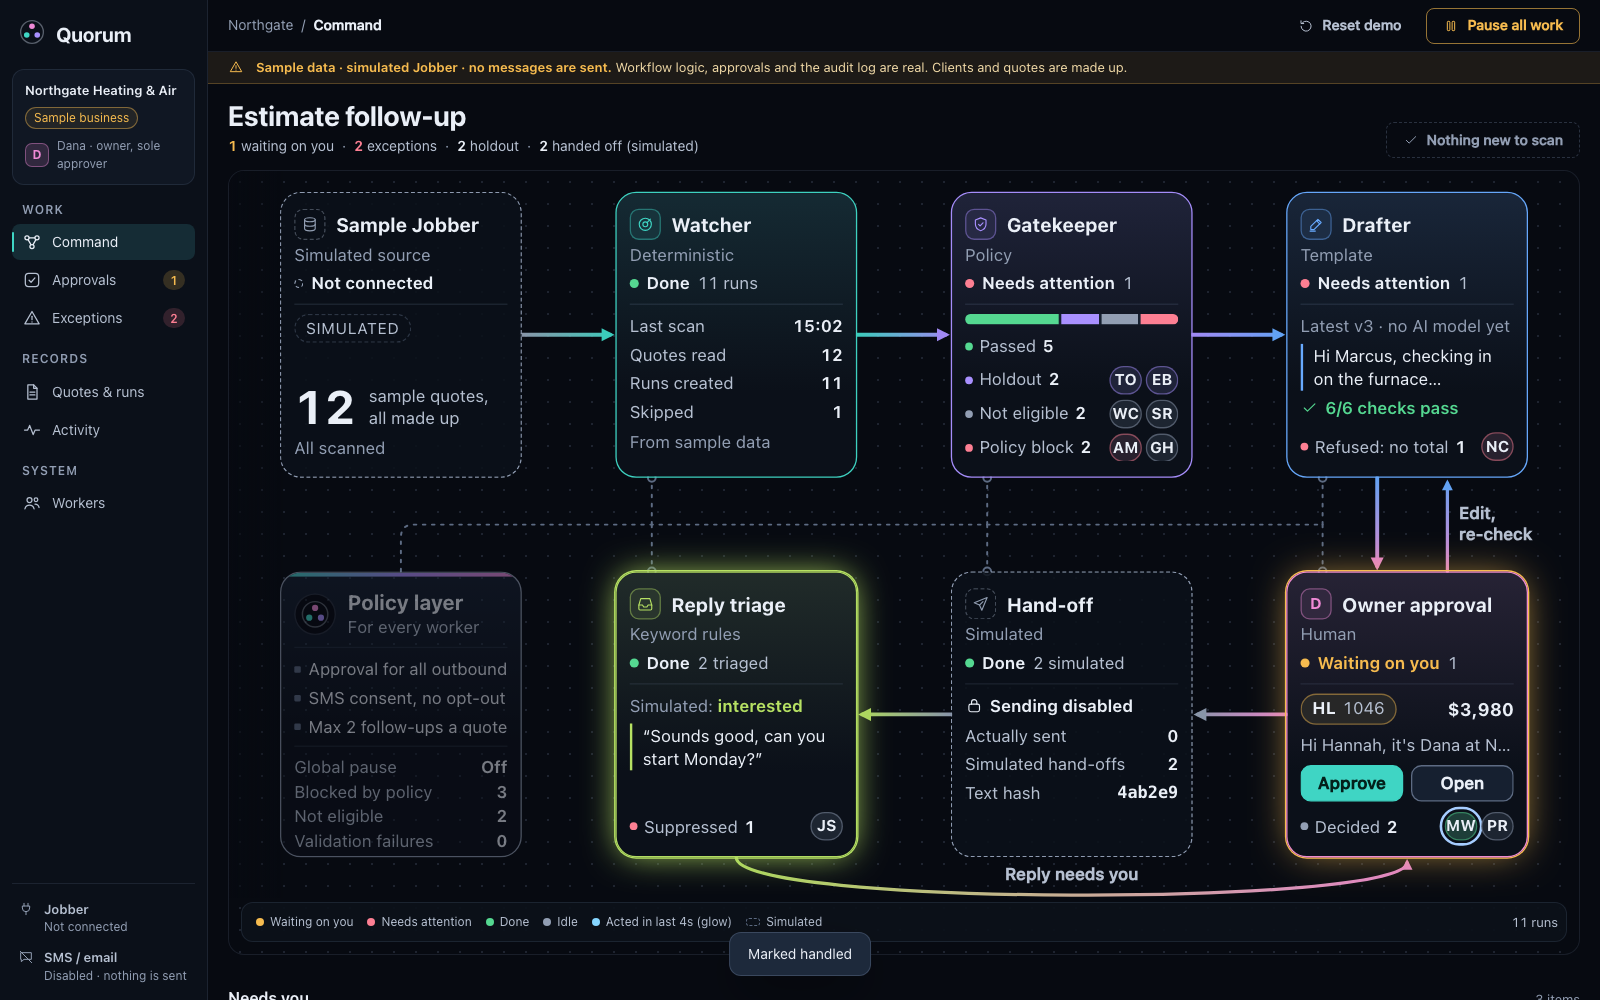 Quorum
Northgate Heating & Air
Sample business
D
Dana · owner, sole
approver
WORK
Command
Approvals
1
Exceptions
2
RECORDS
Quotes & runs
Activity
SYSTEM
Workers
Jobber
Not connected
SMS / email
Disabled · nothing is sent
Northgate / Command
Reset demo
Pause all work
Sample data · simulated Jobber · no messages are sent. Workflow logic, approvals and the audit log are real. Clients and quotes are made up.
Estimate follow-up
1 waiting on you · 2 exceptions · 2 holdout · 2 handed off (simulated)
Nothing new to scan
Sample Jobber
Simulated source
Not connected
SIMULATED
12
sample quotes,
all made up
All scanned
Watcher
Deterministic
Done 11 runs
Last scan 15:02
Quotes read 12
Runs created 11
Skipped 1
From sample data
Gatekeeper
Policy
Needs attention 1
Passed 5
Holdout 2 TO EB
Not eligible 2 WC SR
Policy block 2 AM GH
Drafter
Template
Needs attention 1
Latest v3 · no AI model yet
Hi Marcus, checking in
on the furnace...
6/6 checks pass
Refused: no total 1 NC
Edit,
re-check
Policy layer
For every worker
Approval for all outbound
SMS consent, no opt-out
Max 2 follow-ups a quote
Global pause Off
Blocked by policy 3
Not eligible 2
Validation failures 0
Reply triage
Keyword rules
Done 2 triaged
Simulated: interested
“Sounds good, can you
start Monday?”
Suppressed 1 JS
Hand-off
Simulated
Done 2 simulated
Sending disabled
Actually sent 0
Simulated hand-offs 2
Text hash 4ab2e9
D
Owner approval
Human
Waiting on you 1
HL 1046 $3,980
Hi Hannah, it's Dana at N...
Approve
Open
Decided 2 MW PR
Reply needs you
Waiting on you
Needs attention
Done
Idle
Acted in last 4s (glow)
Simulated
11 runs
Marked handled
Needs you
3 items